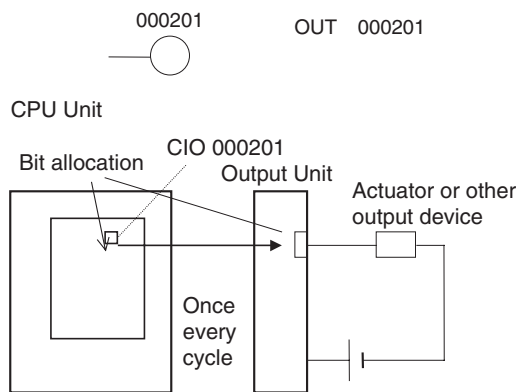 000201
OUT 000201
CPU Unit
Bit allocation
CIO 000201
Output Unit
Actuator or other
output device
Once
every
cycle